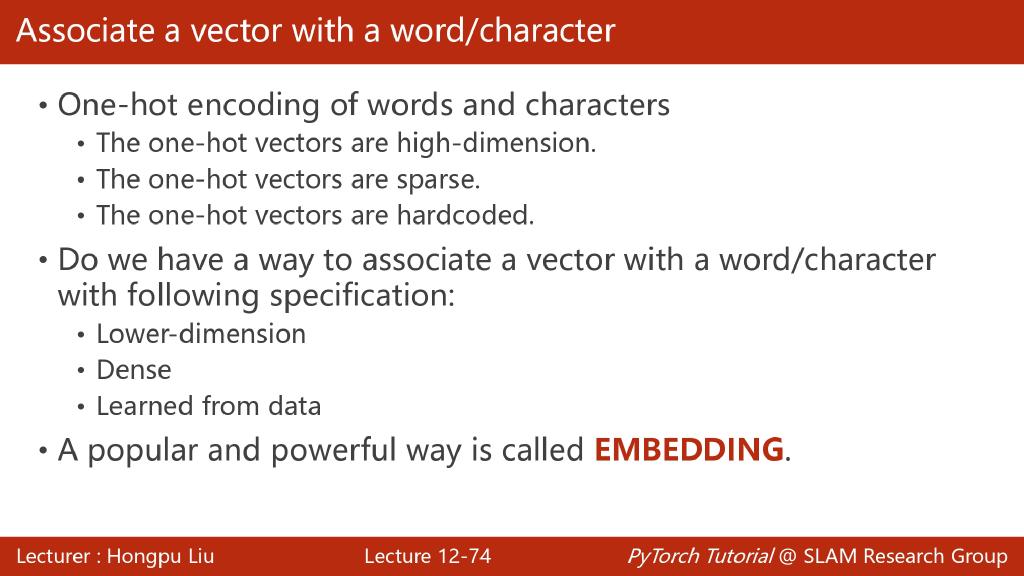 Associate a vector with a word/character
• One-hot encoding of words and characters
• The one-hot vectors are high-dimension.
• The one-hot vectors are sparse.
• The one-hot vectors are hardcoded.
• Do we have a way to associate a vector with a word/character
with following specification:
• Lower-dimension
• Dense
• Learned from data
• A popular and powerful way is called EMBEDDING.
Lecturer : Hongpu Liu Lecture 12-74 PyTorch Tutorial @ SLAM Research Group